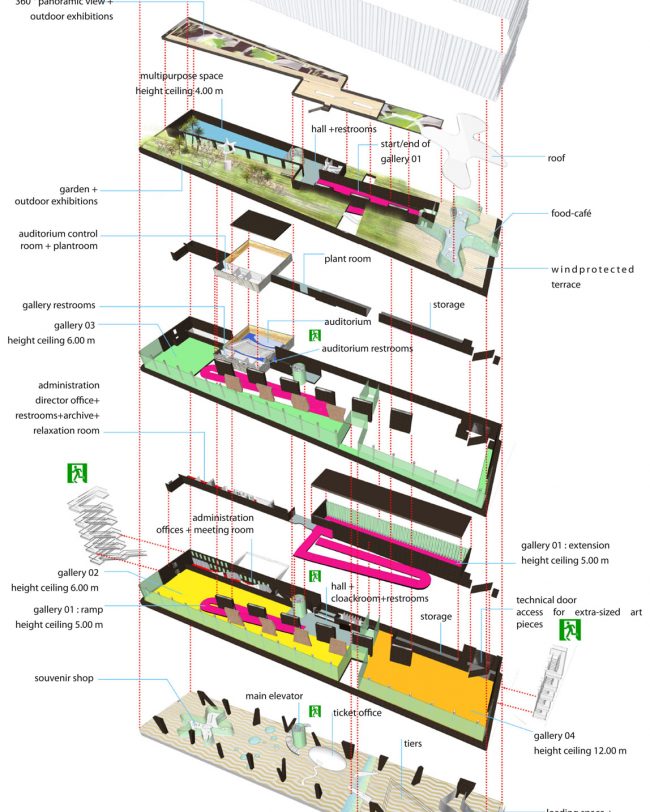 360° panoramic view +
outdoor exhibitions
multipurpose space
height ceiling 4.00 m
hall +restrooms
start/end of
gallery 01
roof
garden +
outdoor exhibitions
food-café
auditorium control
room + plantroom
plant room
windprotected
terrace
gallery restrooms
storage
gallery 03
height ceiling 6.00 m
auditorium
auditorium restrooms
administration
director office+
restrooms+archive+
relaxation room
administration
offices + meeting room
gallery 01 : extension
height ceiling 5.00 m
gallery 02
height ceiling 6.00 m
hall +
cloackroom+restrooms
gallery 01 : ramp
height ceiling 5.00 m
storage
technical door
access for extra-sized art
pieces
souvenir shop
main elevator
ticket office
tiers
gallery 04
height ceiling 12.00 m
loading space +